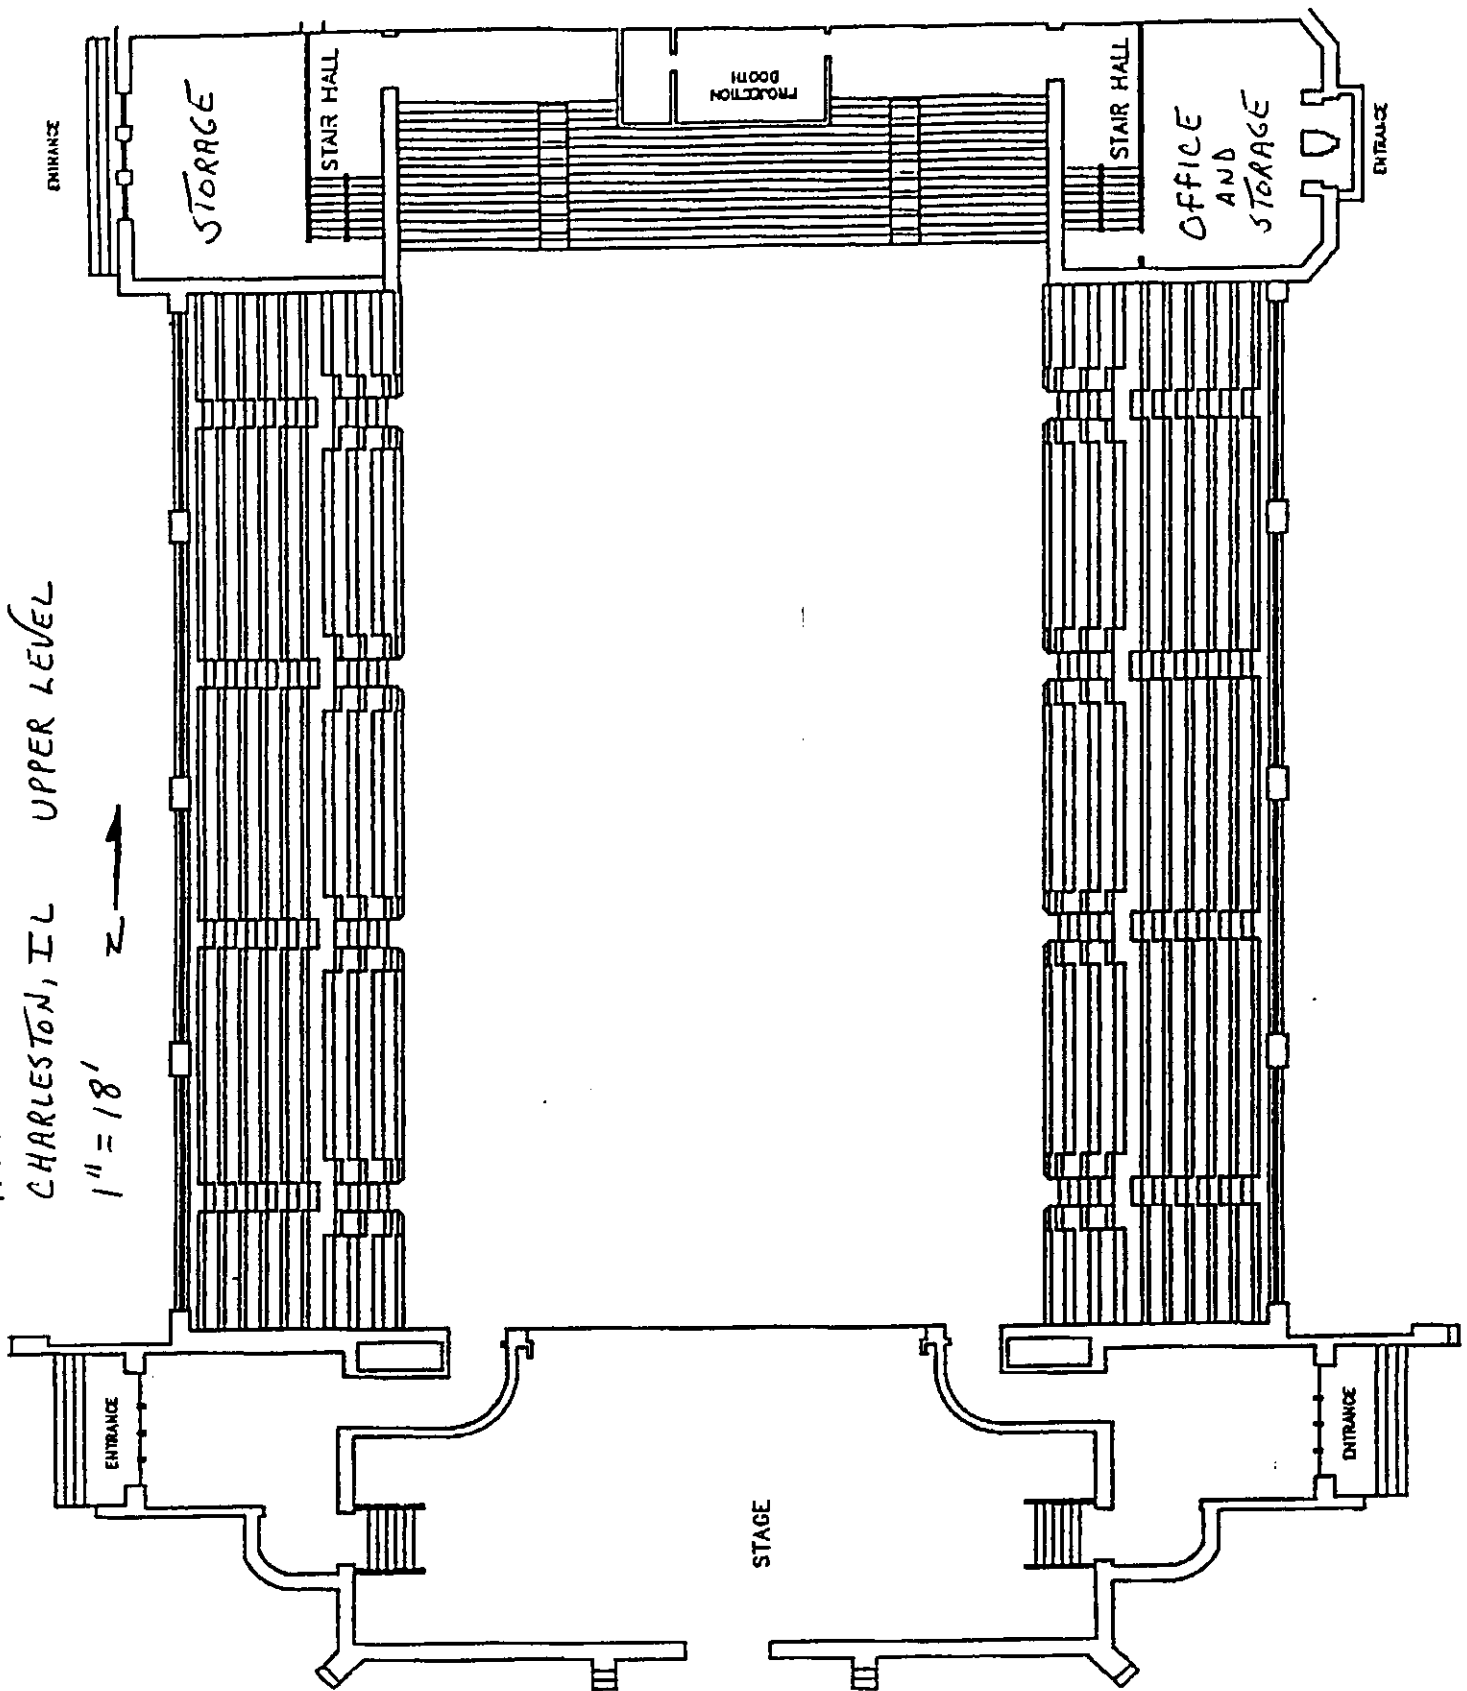 CHARLESTON, IL UPPER LEVEL
1" = 18'
N
ENTRANCE
STORAGE
STAIR HALL
PROJECTION
BOOTH
STAIR HALL
OFFICE
AND
STORAGE
ENTRANCE
ENTRANCE
STAGE
ENTRANCE